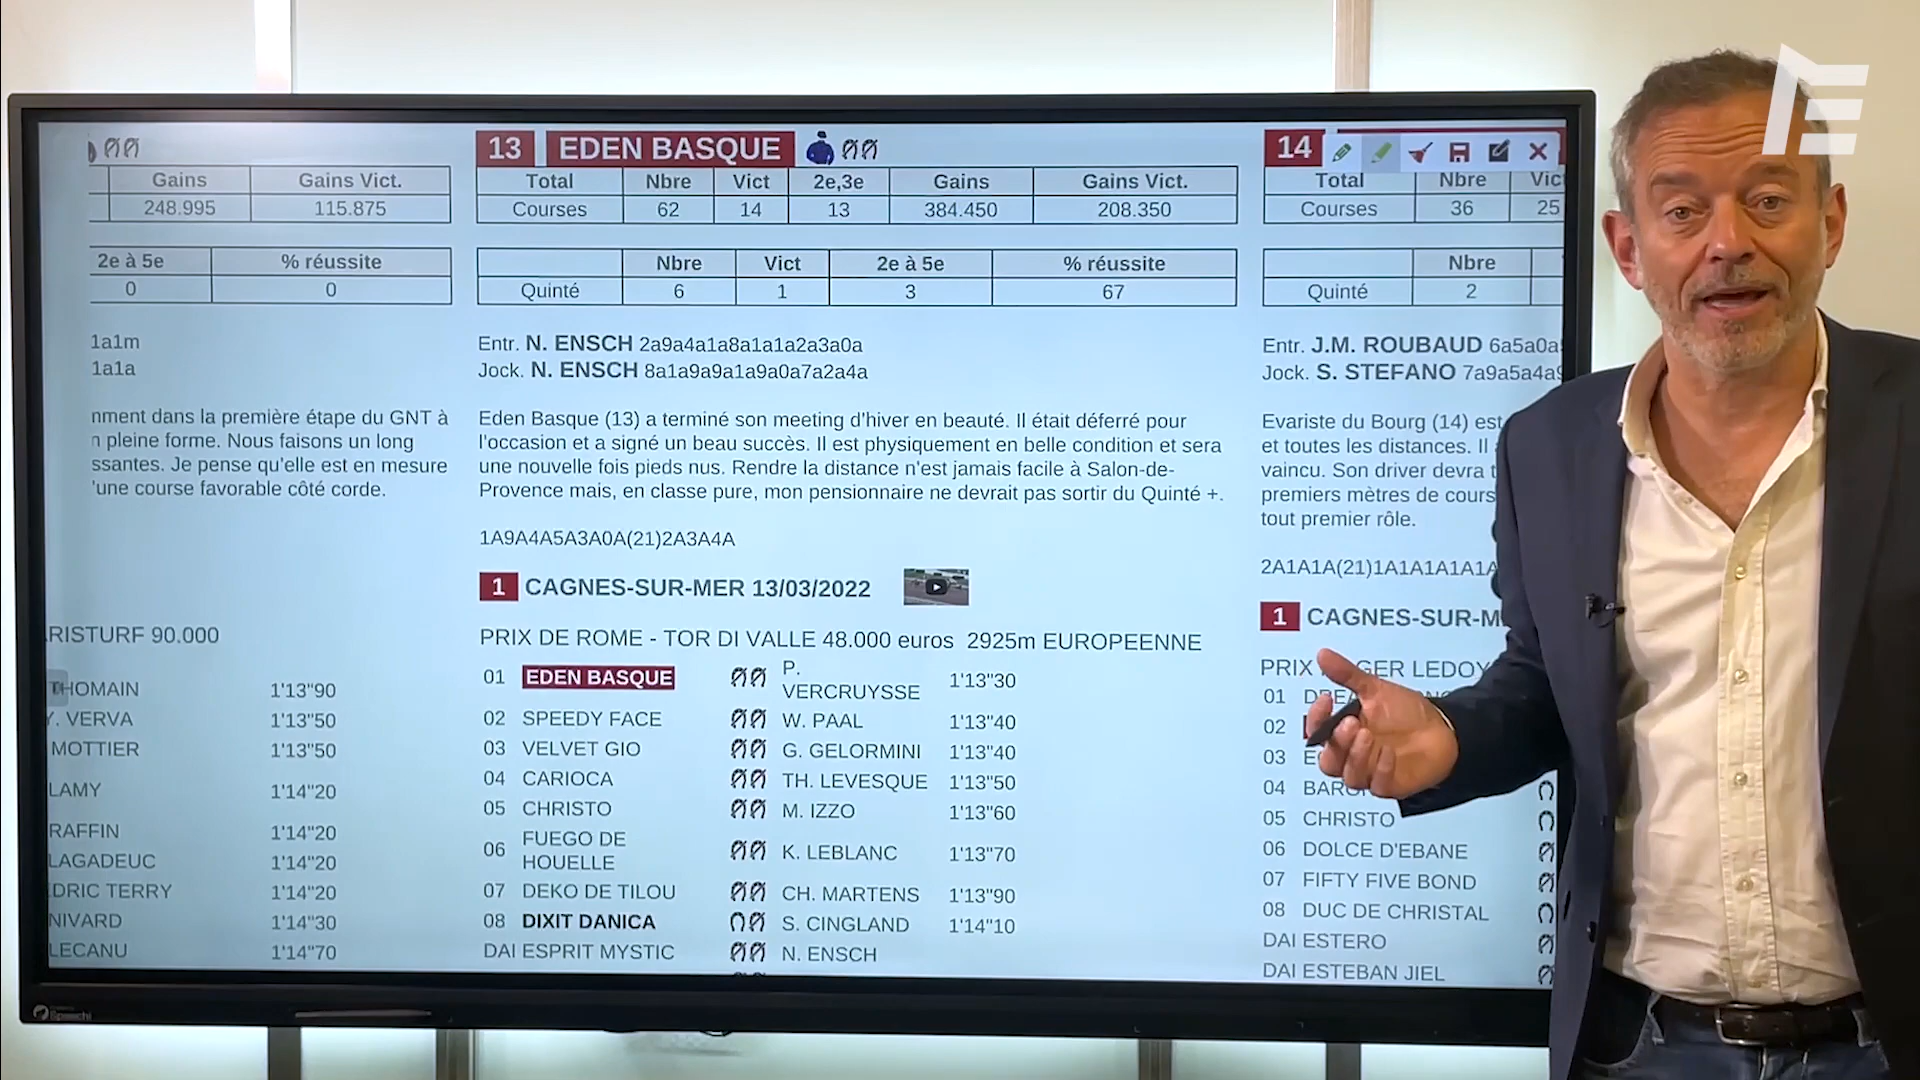 Gains Gains Vict.
248.995 115.875
2e à 5e % réussite
0 0
1a1m
1a1a
dans la première étape du GNT à
pleine forme. Nous faisons un long
ssantes. Je pense qu'elle est en mesure
'une course favorable côté corde.
RISTURF 90.000
THOMAIN 1'13"90
Y. VERVA 1'13"50
MOTTIER 1'13"50
LAMY 1'14"20
RAFFIN 1'14"20
LAGADEUC 1'14"20
DRIC TERRY 1'14"20
NIVARD 1'14"30
LECANU 1'14"70
13 EDEN BASQUE
Total Nbre Vict 2e,3e Gains Gains Vict.
Courses 62 14 13 384.450 208.350
Nbre Vict 2e à 5e % réussite
Quinté 6 1 3 67
Entr. N. ENSCH 2a9a4a1a8a1a1a2a3a0a
Jock. N. ENSCH 8a1a9a9a1a9a0a7a2a4a
Eden Basque (13) a terminé son meeting d'hiver en beauté. Il était déferré pour
l'occasion et a signé un beau succès. Il est physiquement en belle condition et sera
une nouvelle fois pieds nus. Rendre la distance n'est jamais facile à Salon-de-
Provence mais, en classe pure, mon pensionnaire ne devrait pas sortir du Quinté +.
1A9A4A5A3A0A(21)2A3A4A
1 CAGNES-SUR-MER 13/03/2022
PRIX DE ROME - TOR DI VALLE 48.000 euros 2925m EUROPEENNE
01 EDEN BASQUE P. VERCRUYSSE 1'13"30
02 SPEEDY FACE W. PAAL 1'13"40
03 VELVET GIO G. GELORMINI 1'13"40
04 CARIOCA TH. LEVESQUE 1'13"50
05 CHRISTO M. IZZO 1'13"60
06 FUEGO DE HOUELLE K. LEBLANC 1'13"70
07 DEKO DE TILOU CH. MARTENS 1'13"90
08 DIXIT DANICA S. CINGLAND 1'14"10
DAI ESPRIT MYSTIC N. ENSCH
14
Total Nbre Vict
Courses 36 25
Nbre
Quinté 2
Entr. J.M. ROUBAUD 6a5a0a
Jock. S. STEFANO 7a9a5a4a9
Evariste du Bourg (14) est
et toutes les distances. Il
vaincu. Son driver devra
premiers mètres de cours
tout premier rôle.
2A1A1A(21)1A1A1A1A1A
1 CAGNES-SUR-M
PRIX GER LEDOY
01
02
03
04
05 CHRISTO
06 DOLCE D'EBANE
07 FIFTY FIVE BOND
08 DUC DE CHRISTAL
DAI ESTERO
DAI ESTEBAN JIEL
Speechi